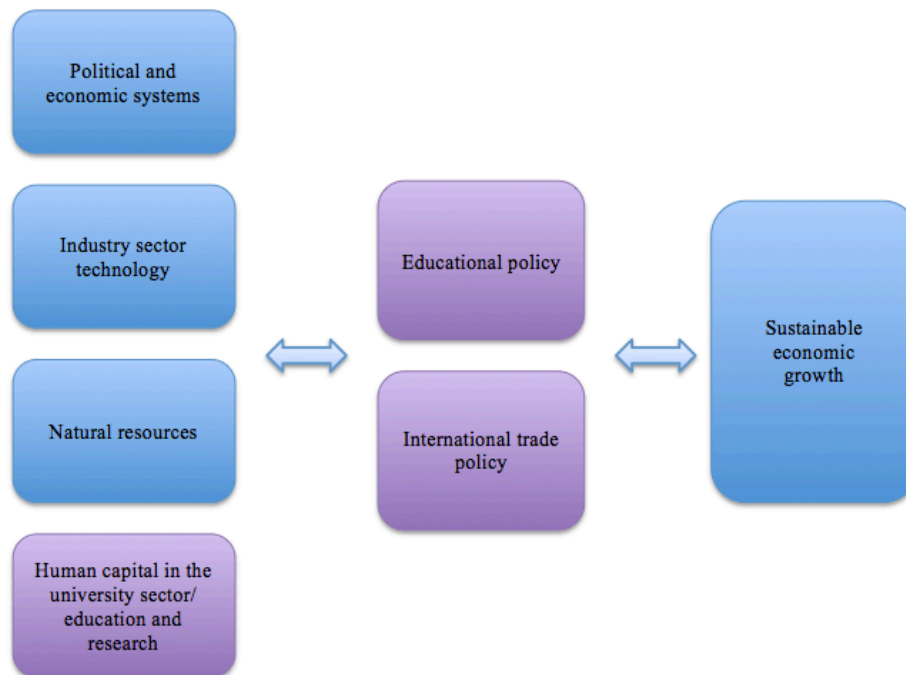 Political and
economic systems
Industry sector
technology
Natural resources
Human capital in the
university sector/
education and
research
Educational policy
International trade
policy
Sustainable
economic
growth